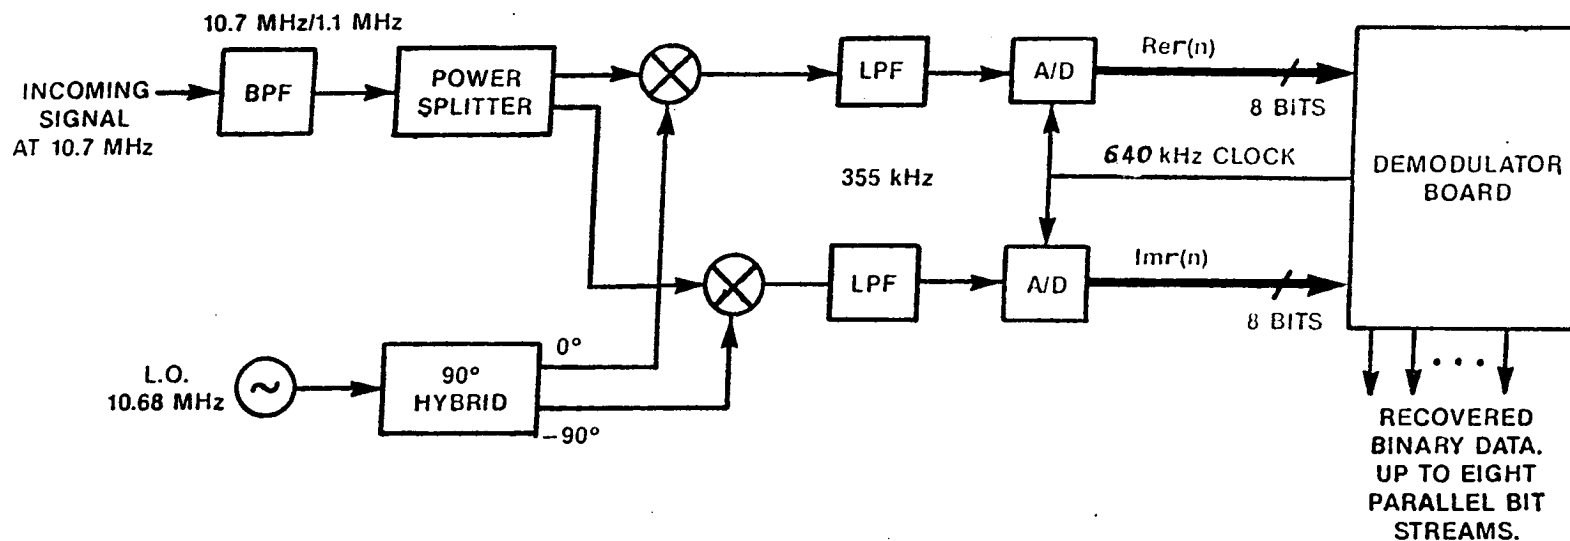 10.7 MHz/1.1 MHz
INCOMING
SIGNAL
AT 10.7 MHz
BPF
POWER
SPLITTER
LPF
A/D
Rer(n)
8 BITS
640 kHz CLOCK
355 kHz
DEMODULATOR
BOARD
LPF
A/D
Imr(n)
8 BITS
L.O.
10.68 MHz
~
90°
HYBRID
0°
−90°
• • •
RECOVERED
BINARY DATA.
UP TO EIGHT
PARALLEL BIT
STREAMS.